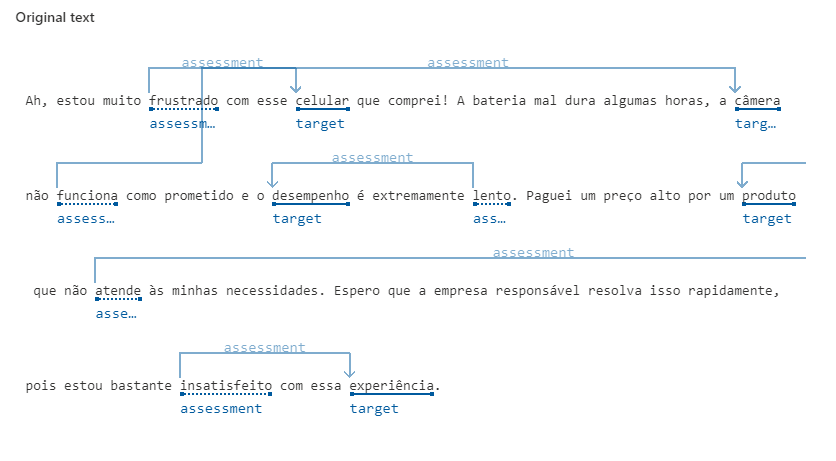 Original text
assessment assessment
Ah, estou muito frustrado com esse celular que comprei! A bateria mal dura algumas horas, a câmera
assessm… target targ…
assessment
não funciona como prometido e o desempenho é extremamente lento. Paguei um preço alto por um produto
assess… target ass… target
assessment
que não atende às minhas necessidades. Espero que a empresa responsável resolva isso rapidamente,
asse…
assessment
pois estou bastante insatisfeito com essa experiência.
assessment target